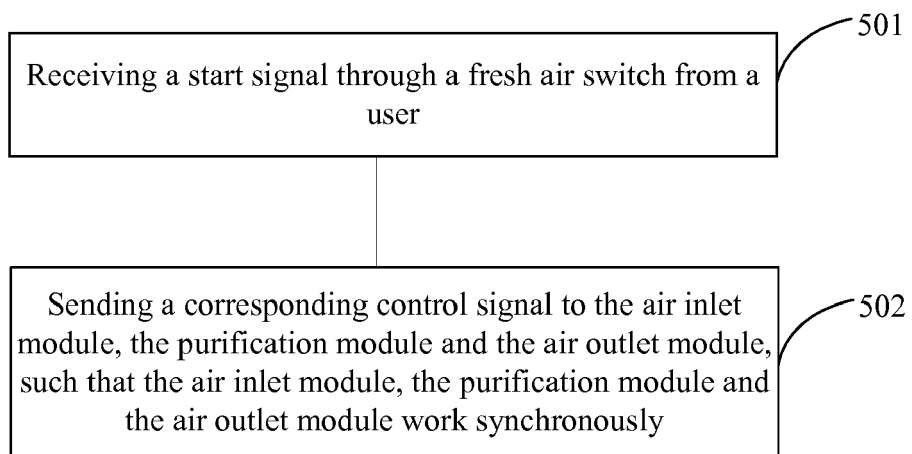 501
Receiving a start signal through a fresh air switch from a
user
502
Sending a corresponding control signal to the air inlet
module, the purification module and the air outlet module,
such that the air inlet module, the purification module and
the air outlet module work synchronously